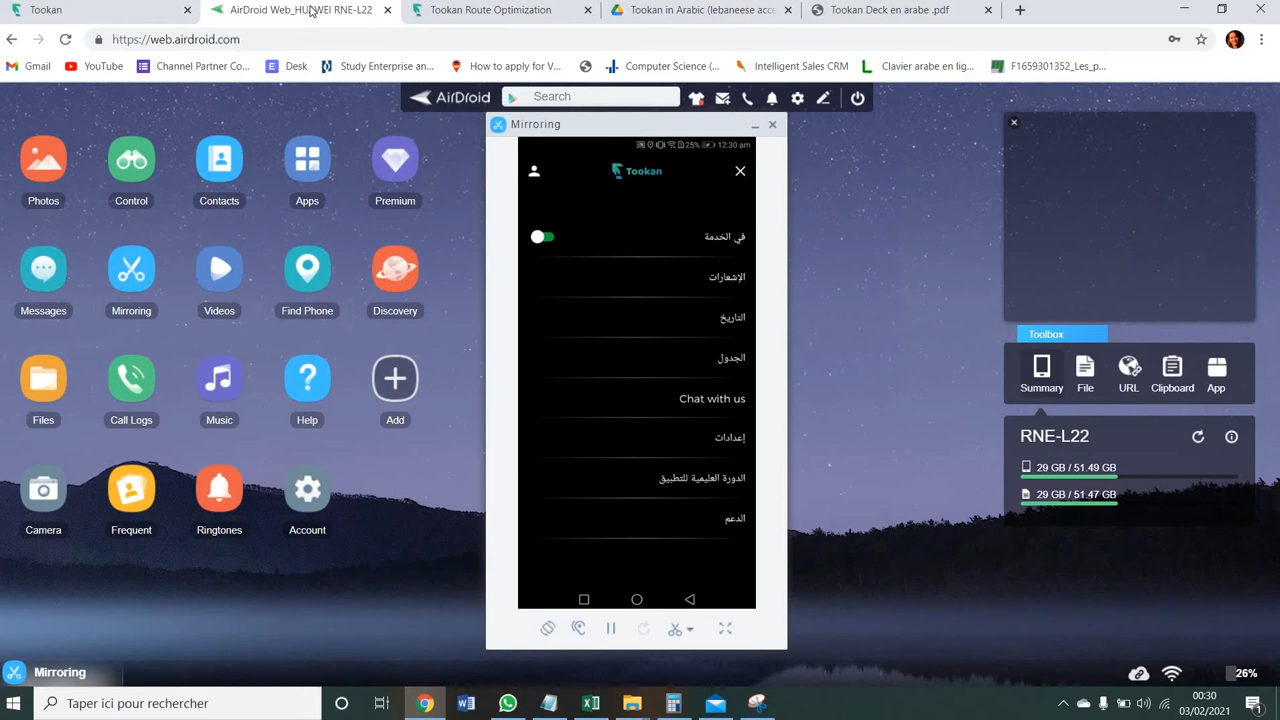 Tookan
AirDroid Web_HUAWEI RNE-L22
Tookan Route Optimization
Tookan in Arabic (lebaneese acce
Tookan Deck en arabe .pdf
https://web.airdroid.com
Gmail
YouTube
Channel Partner Co...
Desk
Study Enterprise an...
How to apply for V...
Computer Science (...
Intelligent Sales CRM
Clavier arabe en lig...
F1659301352_Les_p...
AirDroid
Search
Mirroring
25% 12:30 am
Tookan
في الخدمة
الإشعارات
التاريخ
الجدول
Chat with us
إعدادات
الدورة العليمية للتطبيق
الدعم
Photos
Control
Contacts
Apps
Premium
Messages
Mirroring
Videos
Find Phone
Discovery
Files
Call Logs
Music
Help
Add
Camera
Frequent
Ringtones
Account
Toolbox
Summary
File
URL
Clipboard
App
RNE-L22
29 GB / 51.49 GB
29 GB / 51.47 GB
Mirroring
26%
Taper ici pour rechercher
00:30
03/02/2021
1